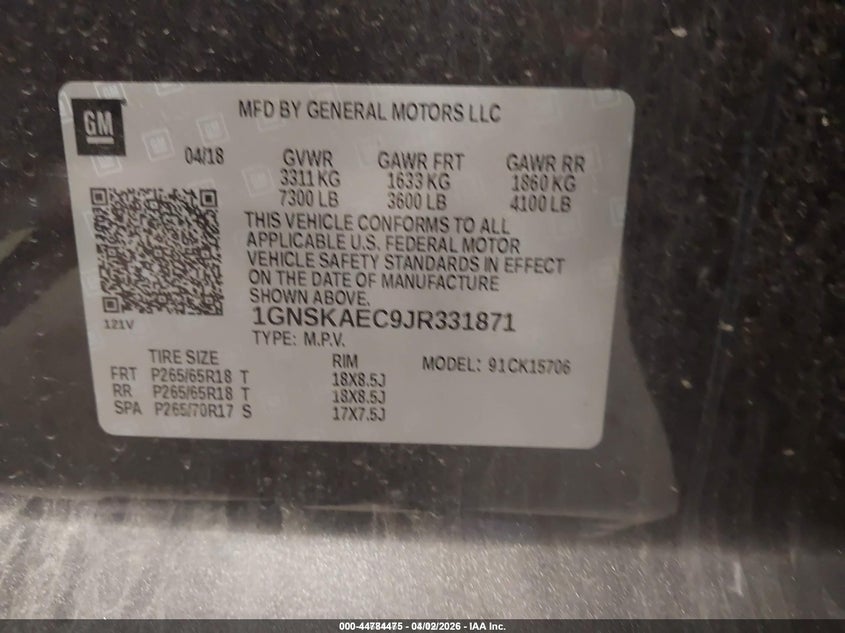 GM
MFD BY GENERAL MOTORS LLC
04/18 GVWR GAWR FRT GAWR RR
3311 KG 1633 KG 1860 KG
7300 LB 3600 LB 4100 LB
THIS VEHICLE CONFORMS TO ALL
APPLICABLE U.S. FEDERAL MOTOR
VEHICLE SAFETY STANDARDS IN EFFECT
ON THE DATE OF MANUFACTURE
SHOWN ABOVE.
1GNSKAEC9JR331871
121V
TYPE: M.P.V.
TIRE SIZE RIM MODEL: 91CK15706
FRT P265/65R18 T 18X8.5J
RR P265/65R18 T 18X8.5J
SPA P265/70R17 S 17X7.5J
000-44784475 - 04/02/2026 - IAA Inc.